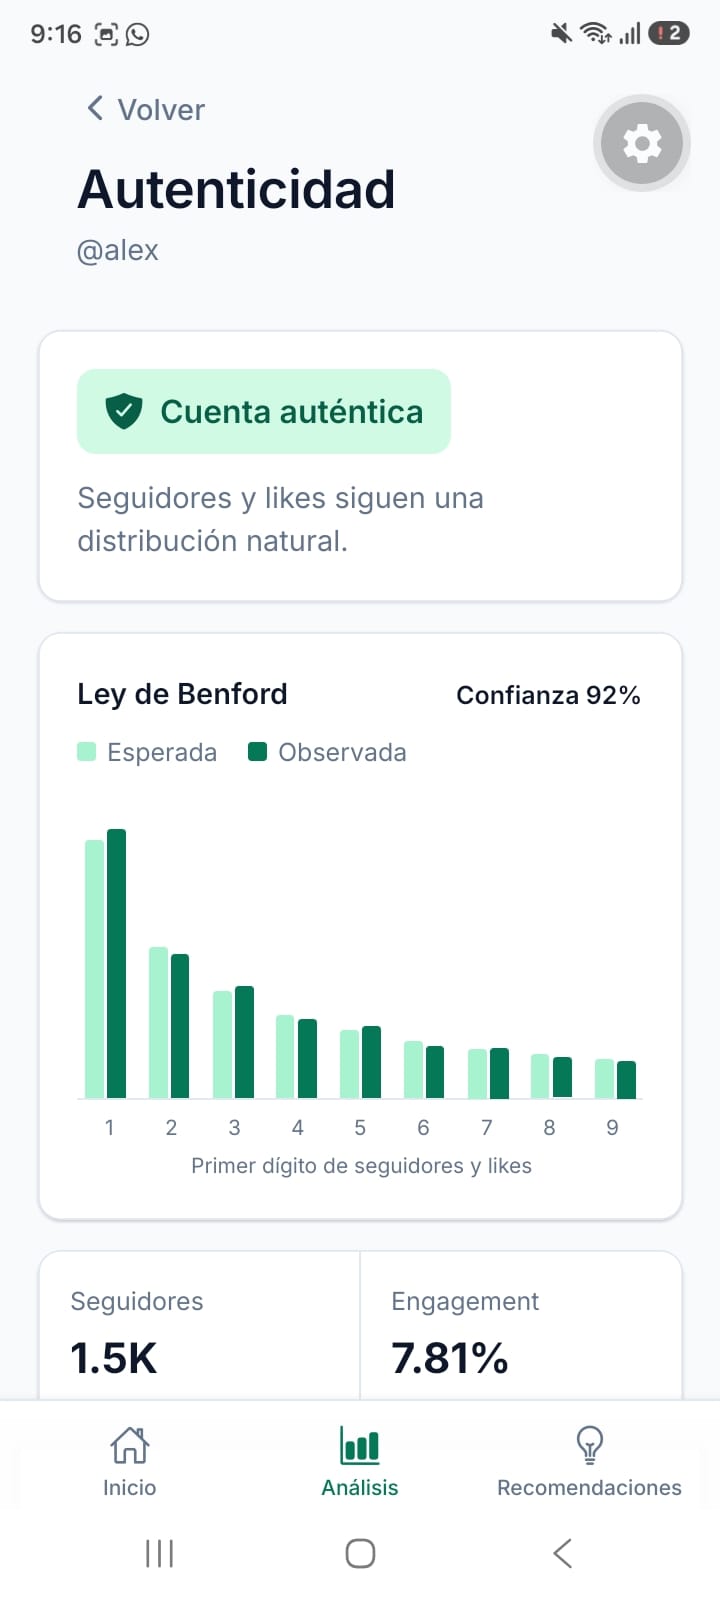 9:16
2
Volver
Autenticidad
@alex
Cuenta auténtica
Seguidores y likes siguen una
distribución natural.
Ley de Benford
Confianza 92%
Esperada
Observada
1 2 3 4 5 6 7 8 9
Primer dígito de seguidores y likes
Seguidores
1.5K
Engagement
7.81%
Inicio
Análisis
Recomendaciones